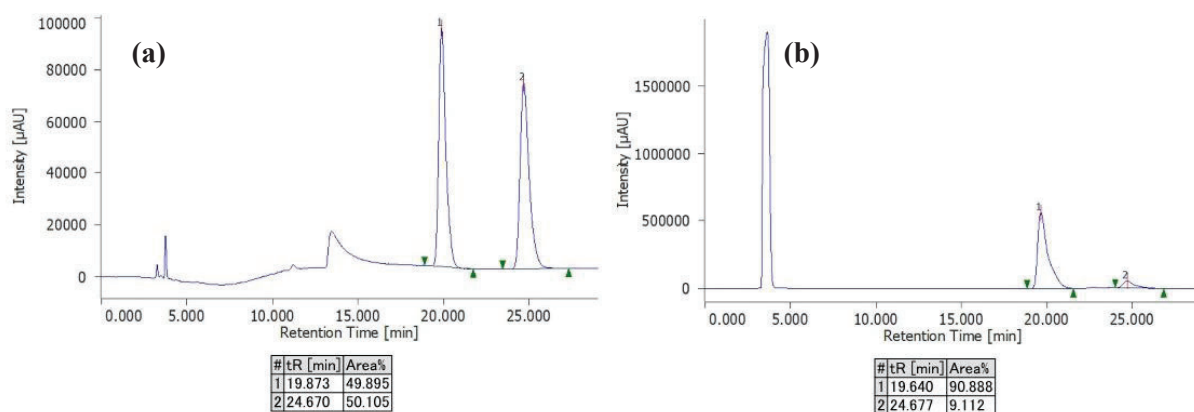 (a)
100000
80000
60000
40000
20000
0
Intensity [µAU]
1
2
0.000 5.000 10.000 15.000 20.000 25.000
Retention Time [min]
# tR [min] Area%
1 19.873 49.895
2 24.670 50.105
(b)
1500000
1000000
500000
0
Intensity [µAU]
1
2
0.000 5.000 10.000 15.000 20.000 25.000
Retention Time [min]
# tR [min] Area%
1 19.640 90.888
2 24.677 9.112